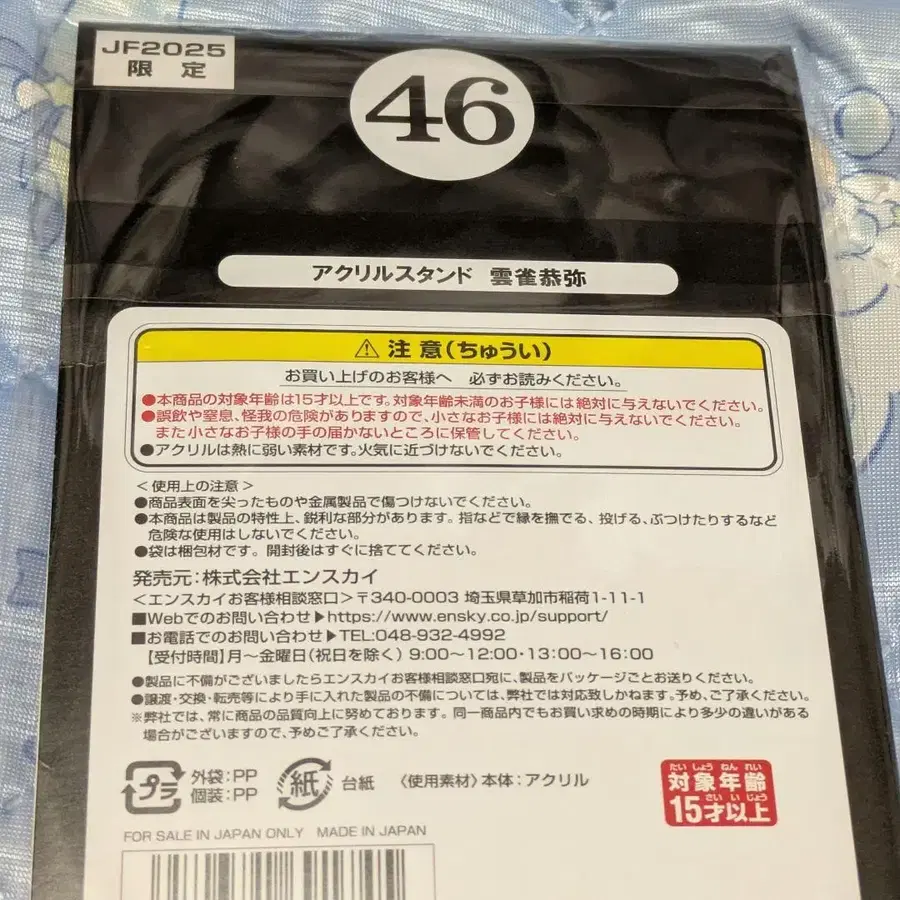 JF2025
限 定
46
アクリルスタンド 雲雀恭弥
⚠ 注 意(ちゅうい)
お買い上げのお客様へ 必ずお読みください。
●本商品の対象年齢は15才以上です。対象年齢未満のお子様には絶対に与えないでください。
●誤飲や窒息、怪我の危険がありますので、小さなお子様には絶対に与えないでください。
また小さなお子様の手の届かないところに保管してください。
●アクリルは熱に弱い素材です。火気に近づけないでください。
<使用上の注意>
●商品表面を尖ったものや金属製品で傷つけないでください。
●本商品は製品の特性上、鋭利な部分があります。指などで縁を撫でる、投げる、ぶつけたりするなど
危険な使用はしないでください。
●袋は梱包材です。開封後はすぐに捨ててください。
発売元:株式会社エンスカイ
<エンスカイお客様相談窓口>〒340-0003 埼玉県草加市稲荷1-11-1
■Webでのお問い合わせ▶https://www.ensky.co.jp/support/
■お電話でのお問い合わせ▶TEL:048-932-4992
【受付時間】月〜金曜日(祝日を除く) 9:00〜12:00・13:00〜16:00
●製品に不備がございましたらエンスカイお客様相談窓口宛に、製品をパッケージごとお送りください。
●譲渡・交換・転売等により手に入れた製品の不備については、弊社では対応致しかねます。予め、ご了承ください。
※弊社では、常に商品の品質向上に努めております。同一商品内でもお買い求めの時期により多少の違いがある
場合がございますので、予めご了承ください。
プラ 外袋:PP
個装:PP
紙 台紙
〈使用素材〉本体:アクリル
たい しょう ねん れい
対象年齢
さい い じょう
15才以上
FOR SALE IN JAPAN ONLY MADE IN JAPAN